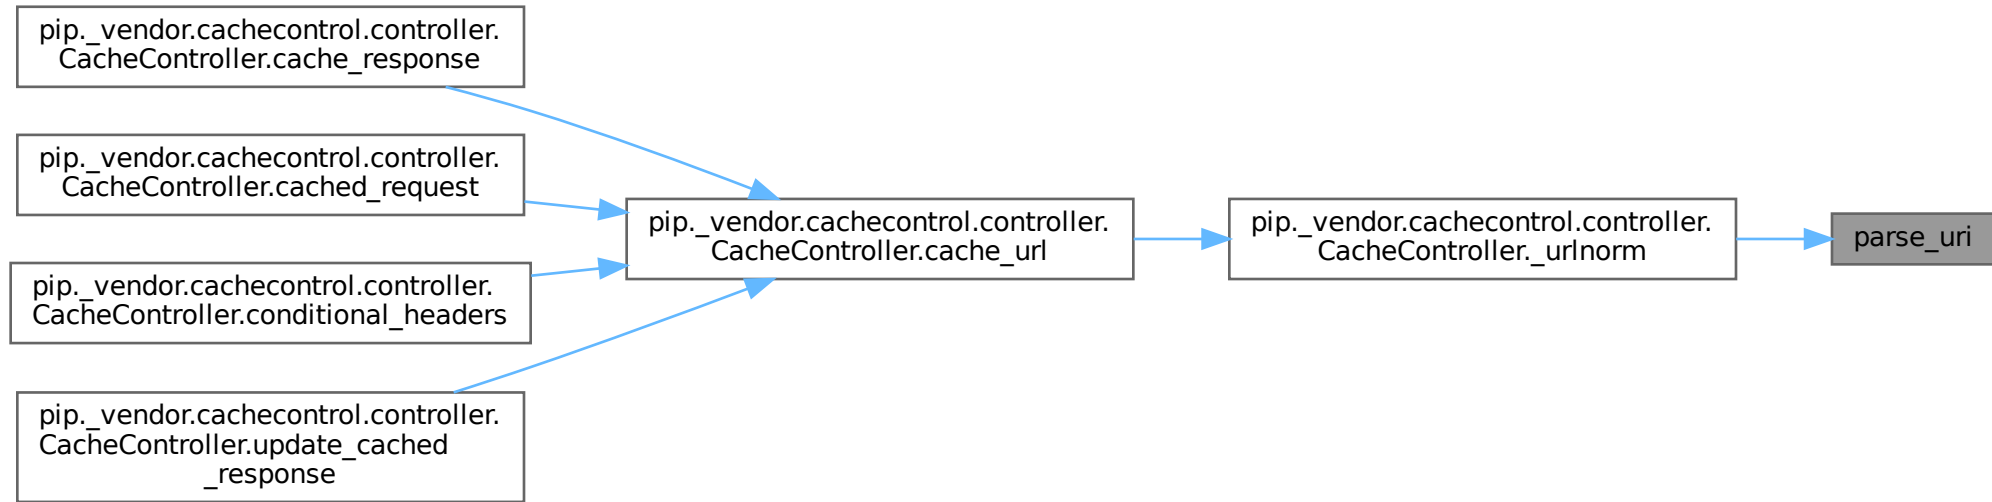 pip._vendor.cachecontrol.controller.
CacheController.cache_response
pip._vendor.cachecontrol.controller.
CacheController.cached_request
pip._vendor.cachecontrol.controller.
CacheController.conditional_headers
pip._vendor.cachecontrol.controller.
CacheController.update_cached
_response
pip._vendor.cachecontrol.controller.
CacheController.cache_url
pip._vendor.cachecontrol.controller.
CacheController._urlnorm
parse_uri